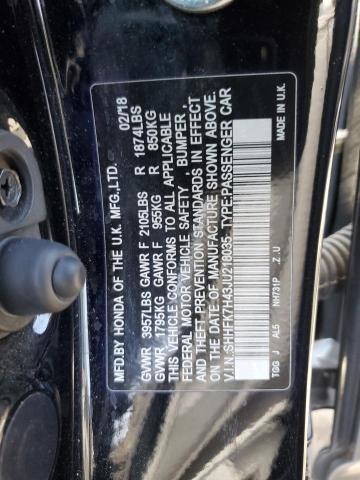 MFD.BY HONDA OF THE U.K. MFG.,LTD. 02/18
GVWR 3957LBS GAWR F 2105LBS R 1874LBS
GVWR 1795KG GAWR F 955KG R 850KG
THIS VEHICLE CONFORMS TO ALL APPLICABLE
FEDERAL MOTOR VEHICLE SAFETY , BUMPER ,
AND THEFT PREVENTION STANDARDS IN EFFECT
ON THE DATE OF MANUFACTURE SHOWN ABOVE.
V.I.N:SHHFK7H45JU218035 TYPE:PASSENGER CAR
NH731P Z U
TGG J AL5 MADE IN U.K.